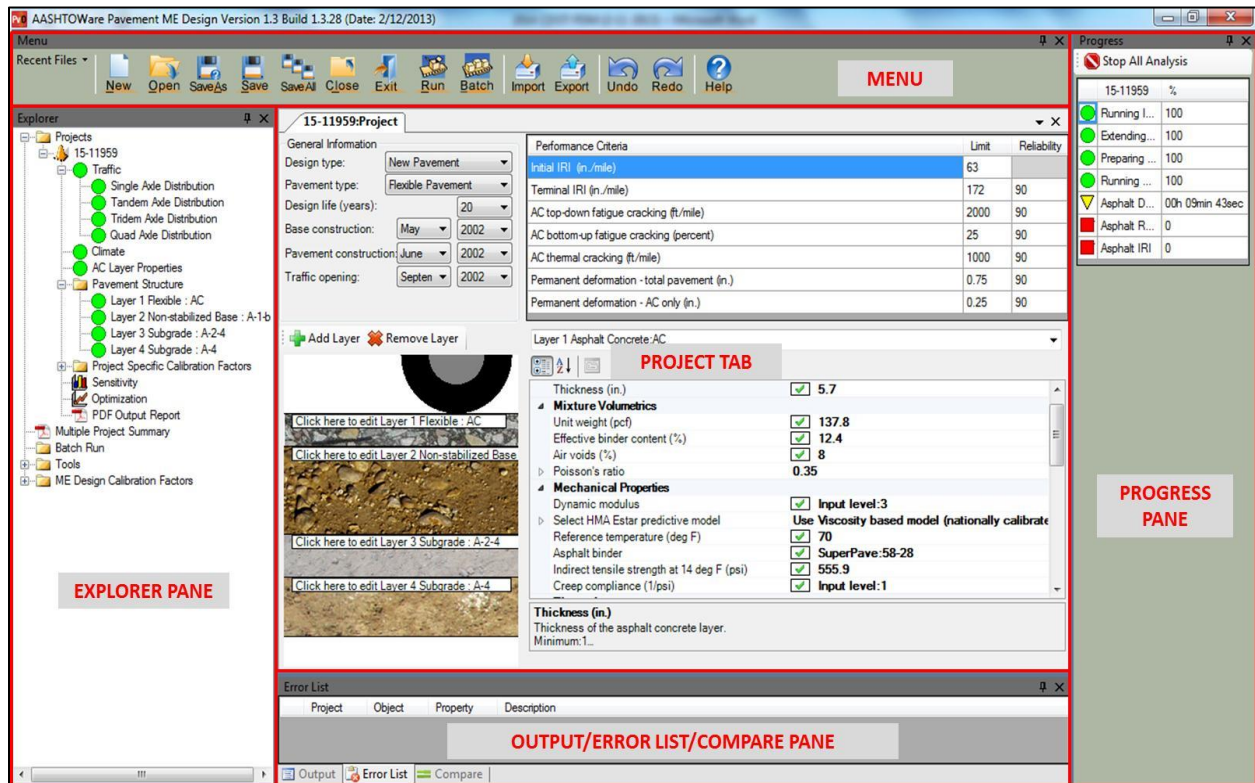 AASHTOWare Pavement ME Design Version 1.3 Build 1.3.28 (Date: 2/12/2013)
Menu
Recent Files
New Open SaveAs Save SaveAll Close Exit Run Batch Import Export Undo Redo Help
MENU
Explorer
Projects
15-11959
Traffic
Single Axle Distribution
Tandem Axle Distribution
Tridem Axle Distribution
Quad Axle Distribution
Climate
AC Layer Properties
Pavement Structure
Layer 1 Flexible : AC
Layer 2 Non-stabilized Base : A-1-b
Layer 3 Subgrade : A-2-4
Layer 4 Subgrade : A-4
Project Specific Calibration Factors
Sensitivity
Optimization
PDF Output Report
Multiple Project Summary
Batch Run
Tools
ME Design Calibration Factors
EXPLORER PANE
15-11959:Project
General Information
Design type: New Pavement
Pavement type: Flexible Pavement
Design life (years): 20
Base construction: May 2002
Pavement construction: June 2002
Traffic opening: Septen 2002
Performance Criteria Limit Reliability
Initial IRI (in./mile) 63
Terminal IRI (in./mile) 172 90
AC top-down fatigue cracking (ft/mile) 2000 90
AC bottom-up fatigue cracking (percent) 25 90
AC thermal cracking (ft/mile) 1000 90
Permanent deformation - total pavement (in.) 0.75 90
Permanent deformation - AC only (in.) 0.25 90
Add Layer Remove Layer
Click here to edit Layer 1 Flexible : AC
Click here to edit Layer 2 Non-stabilized Base
Click here to edit Layer 3 Subgrade : A-2-4
Click here to edit Layer 4 Subgrade : A-4
Layer 1 Asphalt Concrete:AC
PROJECT TAB
Thickness (in.) 5.7
Mixture Volumetrics
Unit weight (pcf) 137.8
Effective binder content (%) 12.4
Air voids (%) 8
Poisson's ratio 0.35
Mechanical Properties
Dynamic modulus Input level:3
Select HMA Estar predictive model Use Viscosity based model (nationally calibrate
Reference temperature (deg F) 70
Asphalt binder SuperPave:58-28
Indirect tensile strength at 14 deg F (psi) 555.9
Creep compliance (1/psi) Input level:1
Thickness (in.)
Thickness of the asphalt concrete layer.
Minimum:1...
Error List
Project Object Property Description
OUTPUT/ERROR LIST/COMPARE PANE
Output Error List Compare
Progress
Stop All Analysis
15-11959 %
Running I... 100
Extending... 100
Preparing ... 100
Running ... 100
Asphalt D... 00h 09min 43sec
Asphalt R... 0
Asphalt IRI 0
PROGRESS
PANE